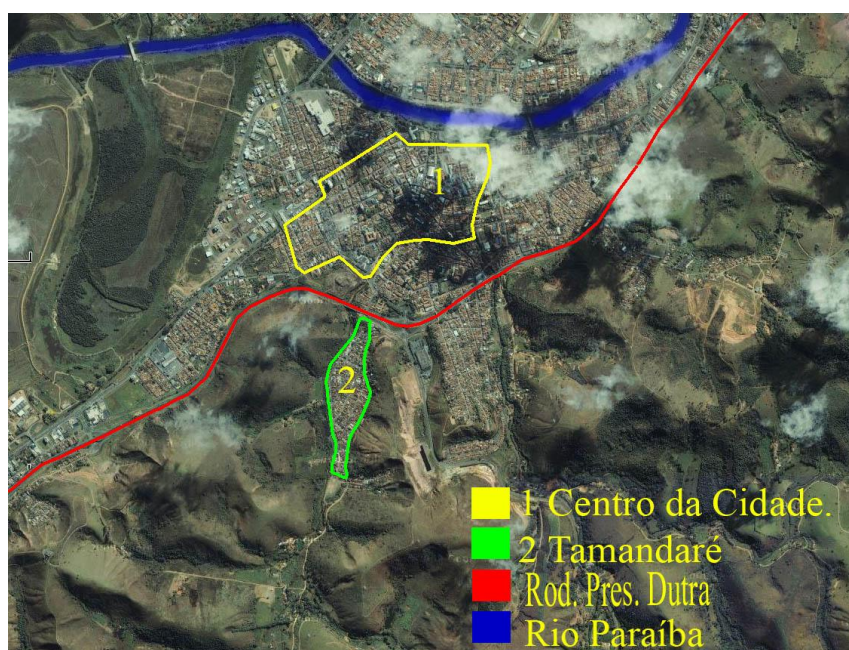 1
2
1 Centro da Cidade.
2 Tamandaré
Rod. Pres. Dutra
Rio Paraíba